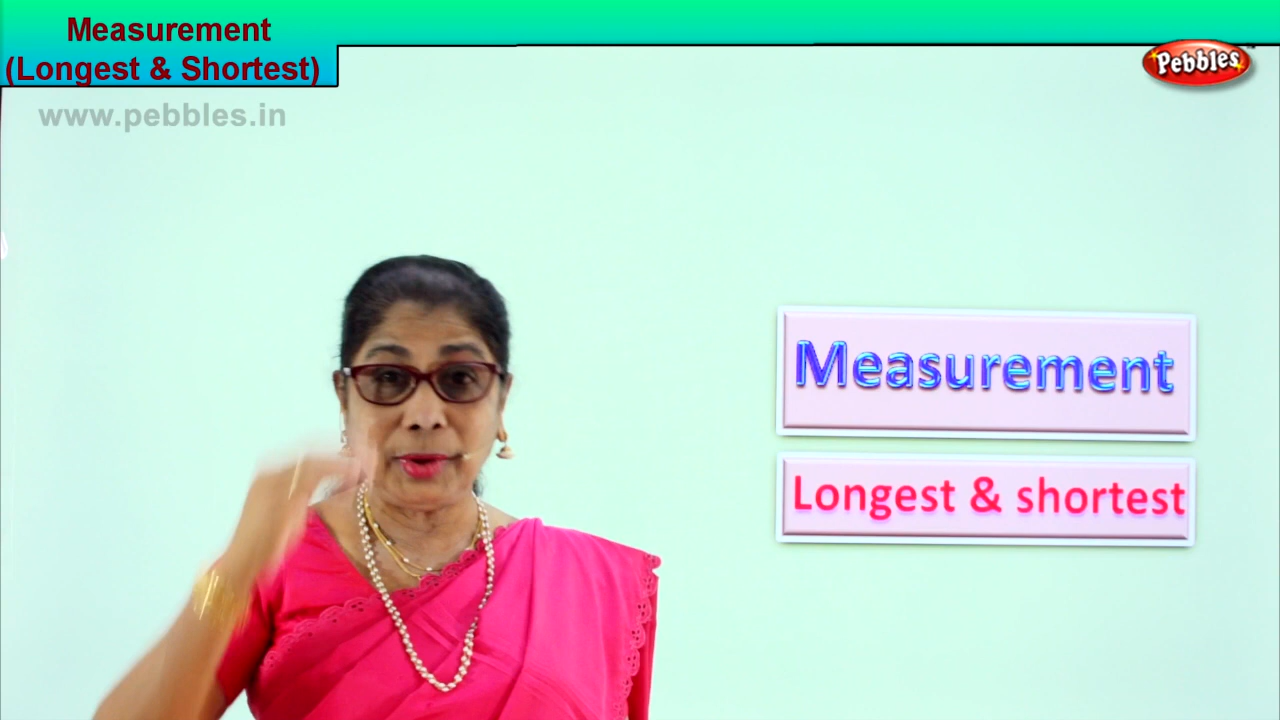 Measurement
(Longest & Shortest)
Pebbles
www.pebbles.in
Measurement
Longest & shortest